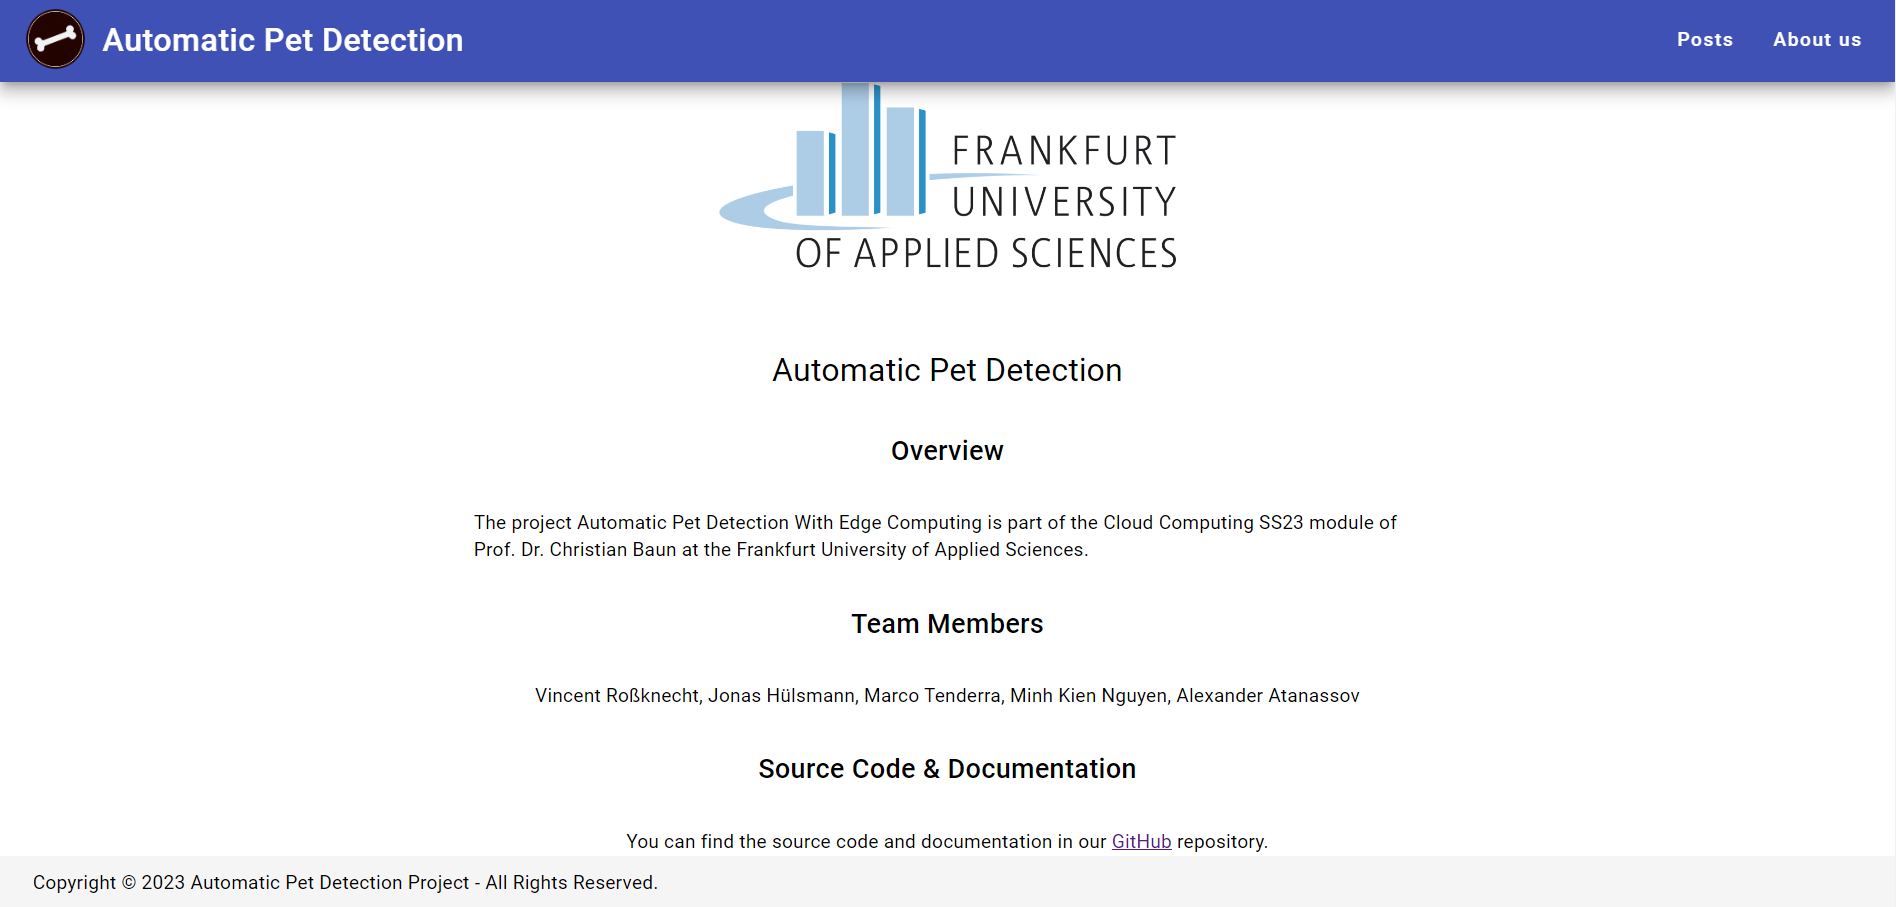 Automatic Pet Detection
Posts
About us
FRANKFURT
UNIVERSITY
OF APPLIED SCIENCES
Automatic Pet Detection
Overview
The project Automatic Pet Detection With Edge Computing is part of the Cloud Computing SS23 module of
Prof. Dr. Christian Baun at the Frankfurt University of Applied Sciences.
Team Members
Vincent Roßknecht, Jonas Hülsmann, Marco Tenderra, Minh Kien Nguyen, Alexander Atanassov
Source Code & Documentation
You can find the source code and documentation in our GitHub repository.
Copyright © 2023 Automatic Pet Detection Project - All Rights Reserved.